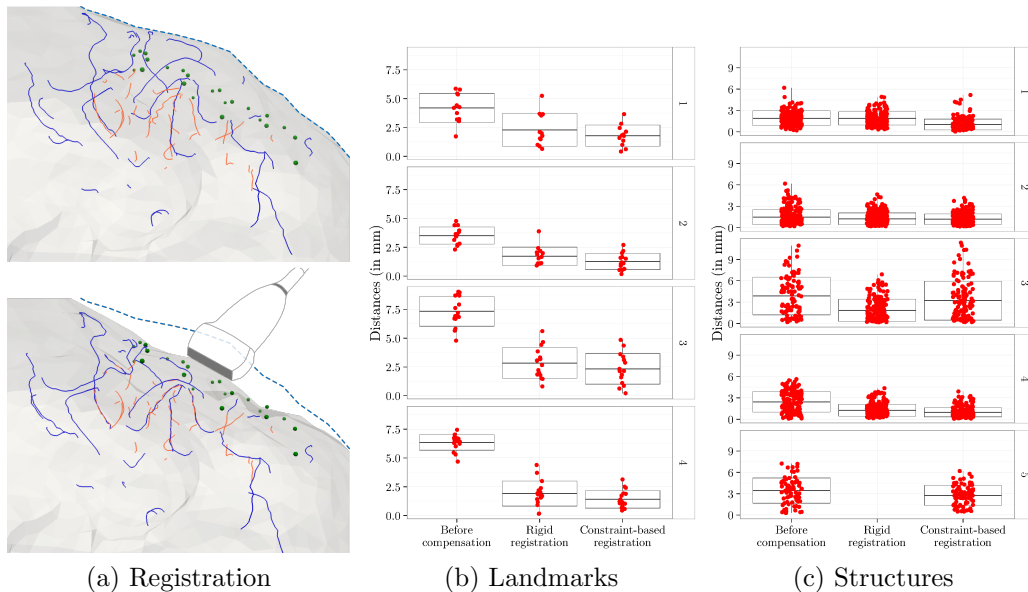 Distances (in mm)
7.5
5.0
2.5
0.0
1
7.5
5.0
2.5
0.0
2
7.5
5.0
2.5
0.0
3
7.5
5.0
2.5
0.0
4
Before
compensation
Rigid
registration
Constraint-based
registration
Distances (in mm)
9
6
3
0
1
9
6
3
0
2
9
6
3
0
3
9
6
3
0
4
9
6
3
0
5
Before
compensation
Rigid
registration
Constraint-based
registration
(a) Registration
(b) Landmarks
(c) Structures